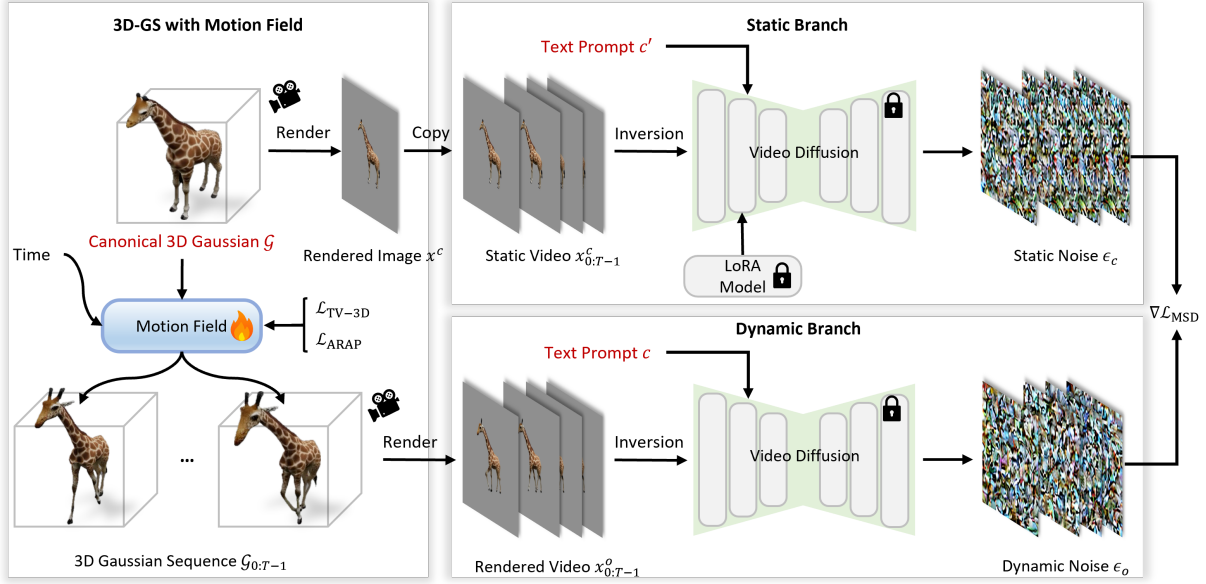 3D-GS with Motion Field
Render
Copy
Canonical 3D Gaussian 𝒢
Rendered Image xᶜ
Time
Motion Field
ℒ_TV−3D
ℒ_ARAP
...
Render
3D Gaussian Sequence 𝒢_0:T−1
Static Branch
Text Prompt c′
Inversion
Video Diffusion
Static Video x^c_0:T−1
LoRA
Model
Static Noise ϵ_c
∇ℒ_MSD
Dynamic Branch
Text Prompt c
Inversion
Video Diffusion
Rendered Video x^o_0:T−1
Dynamic Noise ϵ_o